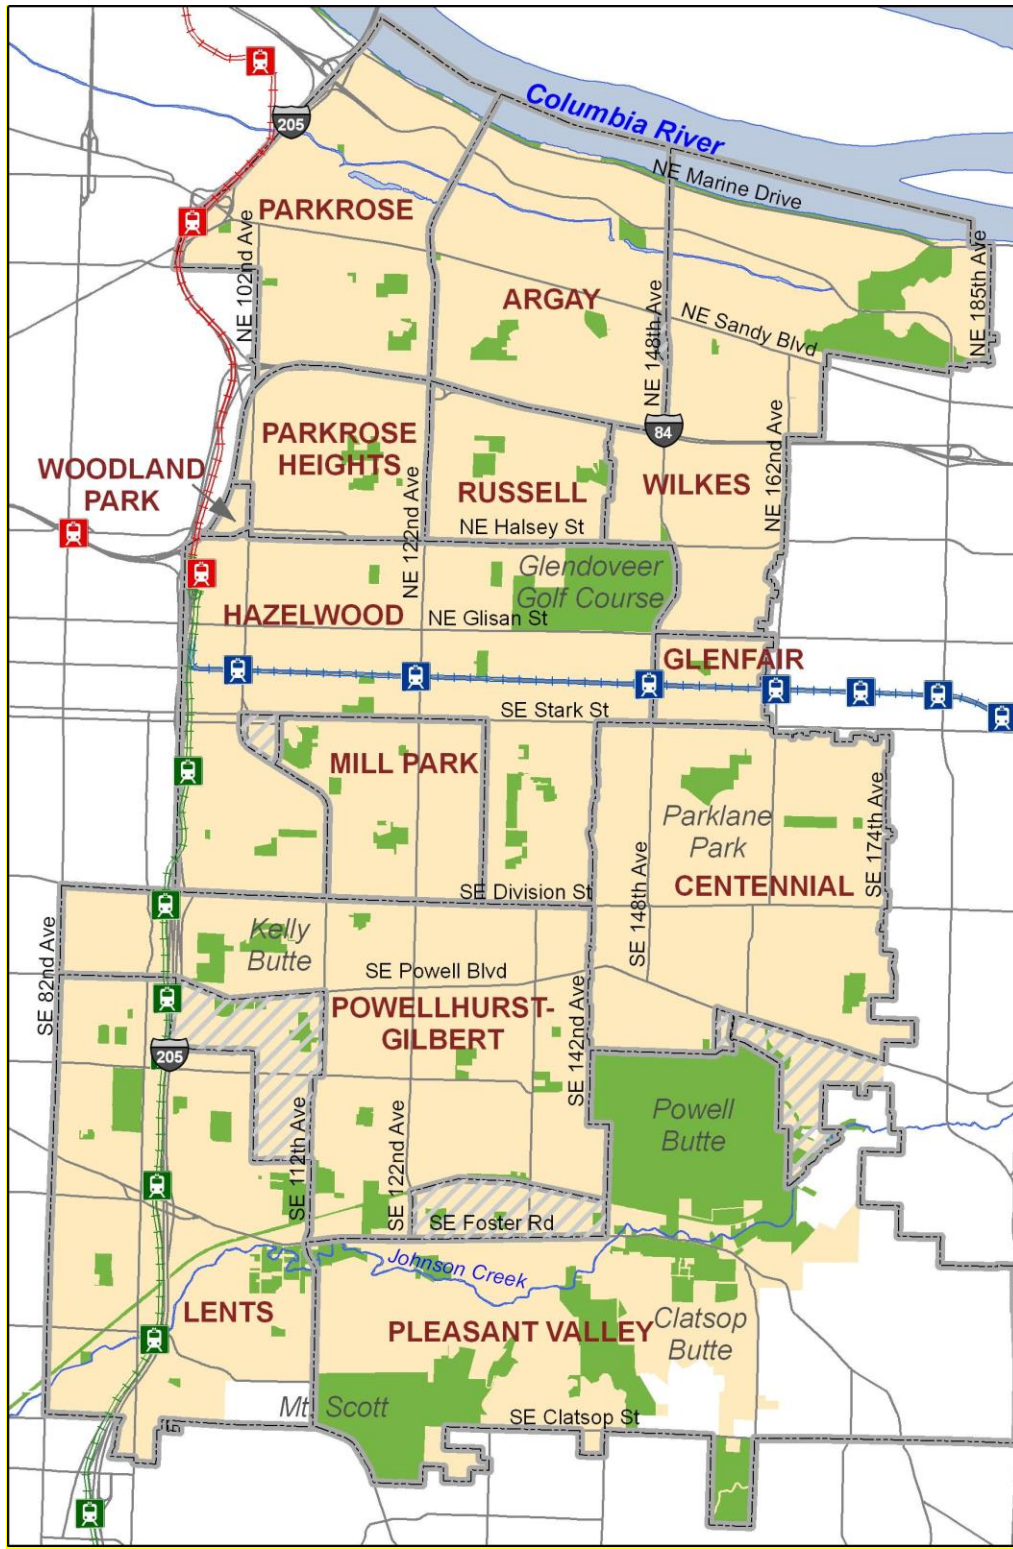 Columbia River
205
NE Marine Drive
PARKROSE
NE 102nd Ave
NE 185th Ave
ARGAY
NE 148th Ave
NE Sandy Blvd
PARKROSE
HEIGHTS
84
NE 162nd Ave
WOODLAND
PARK
NE 122nd Ave
RUSSELL
WILKES
NE Halsey St
Glendoveer
Golf Course
HAZELWOOD
NE Glisan St
GLENFAIR
SE Stark St
MILL PARK
Parklane
Park
SE 174th Ave
SE 148th Ave
CENTENNIAL
SE Division St
Kelly
Butte
SE 82nd Ave
SE Powell Blvd
POWELLHURST-
GILBERT
SE 142nd Ave
205
Powell
Butte
SE 112th Ave
SE 122nd Ave
SE Foster Rd
Johnson Creek
LENTS
PLEASANT VALLEY
Clatsop
Butte
Mt. Scott
SE Clatsop St